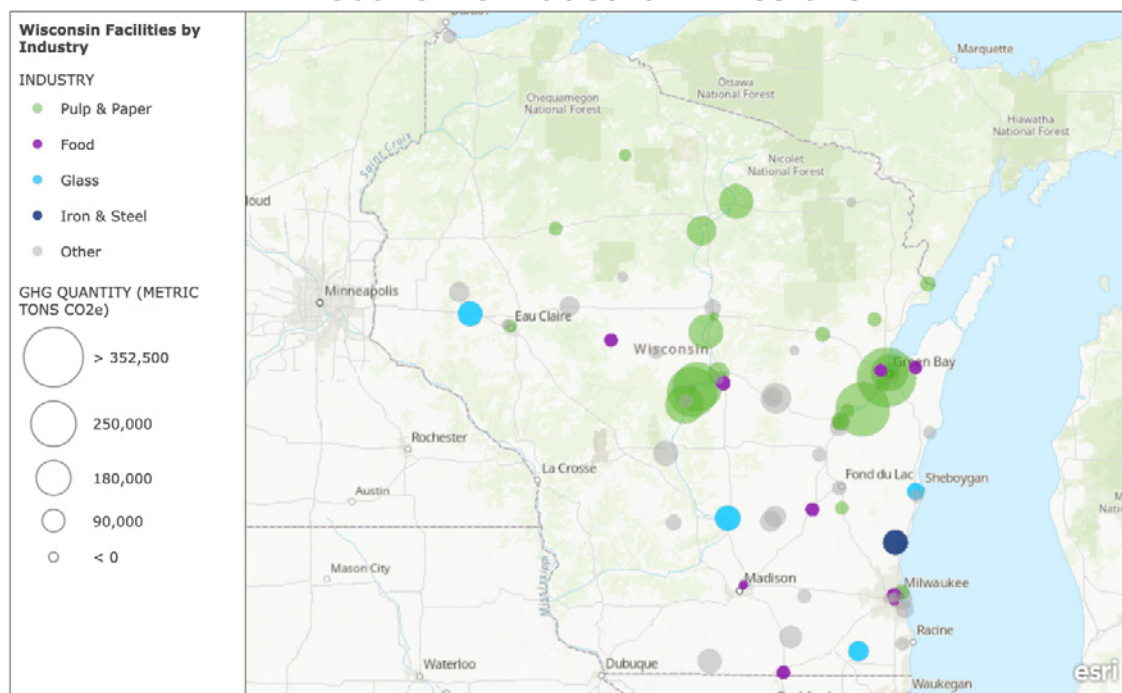 Wisconsin Facilities by
Industry
INDUSTRY
Pulp & Paper
Food
Glass
Iron & Steel
Other
GHG QUANTITY (METRIC
TONS CO2e)
> 352,500
250,000
180,000
90,000
< 0
Marquette
Ottawa
National Forest
Chequamegon
National Forest
Hiawatha
National Forest
Nicolet
National Forest
Saint Croix
loud
Minneapolis
Eau Claire
Wisconsin
Green Bay
Rochester
La Crosse
Fond du Lac
Sheboygan
Austin
Mason City
Mississippi
Madison
Milwaukee
Racine
Waterloo
Dubuque
Waukegan
esri